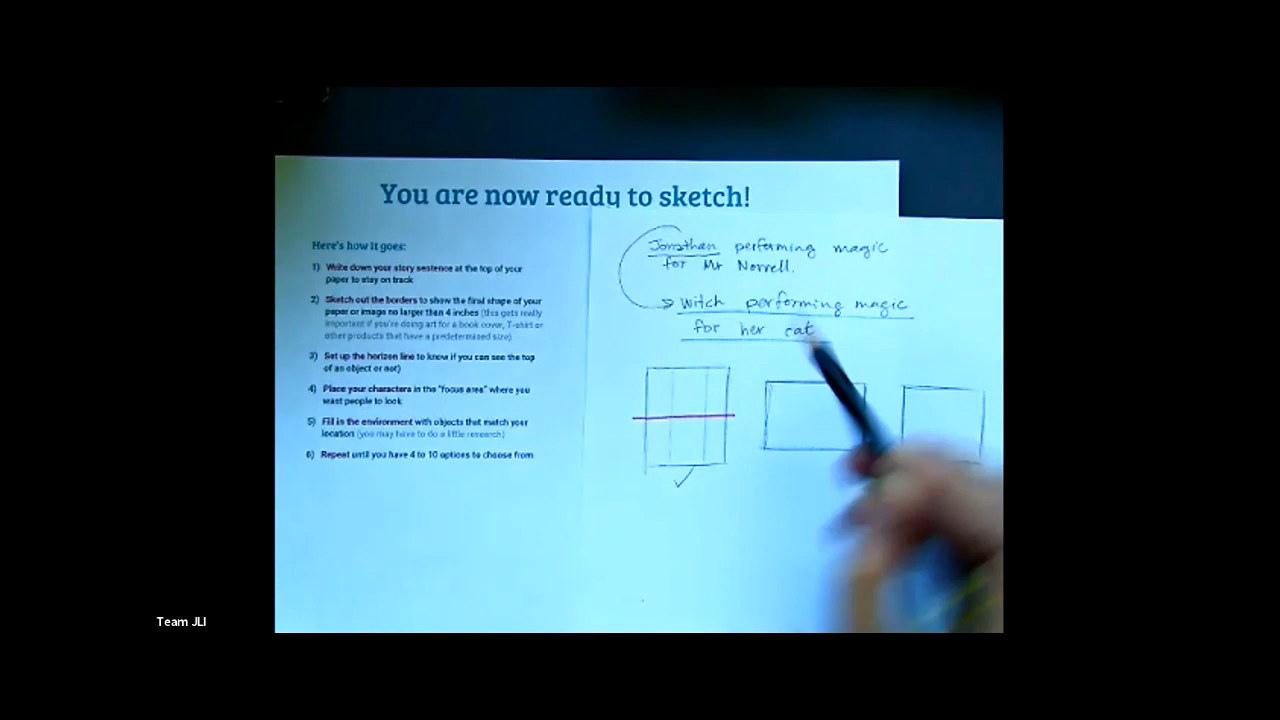 You are now ready to sketch!
Here's how it goes:
1) Write down your story sentence at the top of your
paper to stay on track
2) Sketch out the borders to show the final shape of your
paper or image no larger than 4 inches (this gets really
important if you're doing art for a book cover, T-shirt or
other products that have a predetermined size)
3) Set up the horizon line to know if you can see the top
of an object or not)
4) Place your characters in the "focus area" where you
want people to look
5) Fill in the environment with objects that match your
location (you may have to do a little research)
6) Repeat until you have 4 to 10 options to choose from
Jonathan performing magic
for Mr Norrell.
Witch performing magic
for her cat
Team JLI